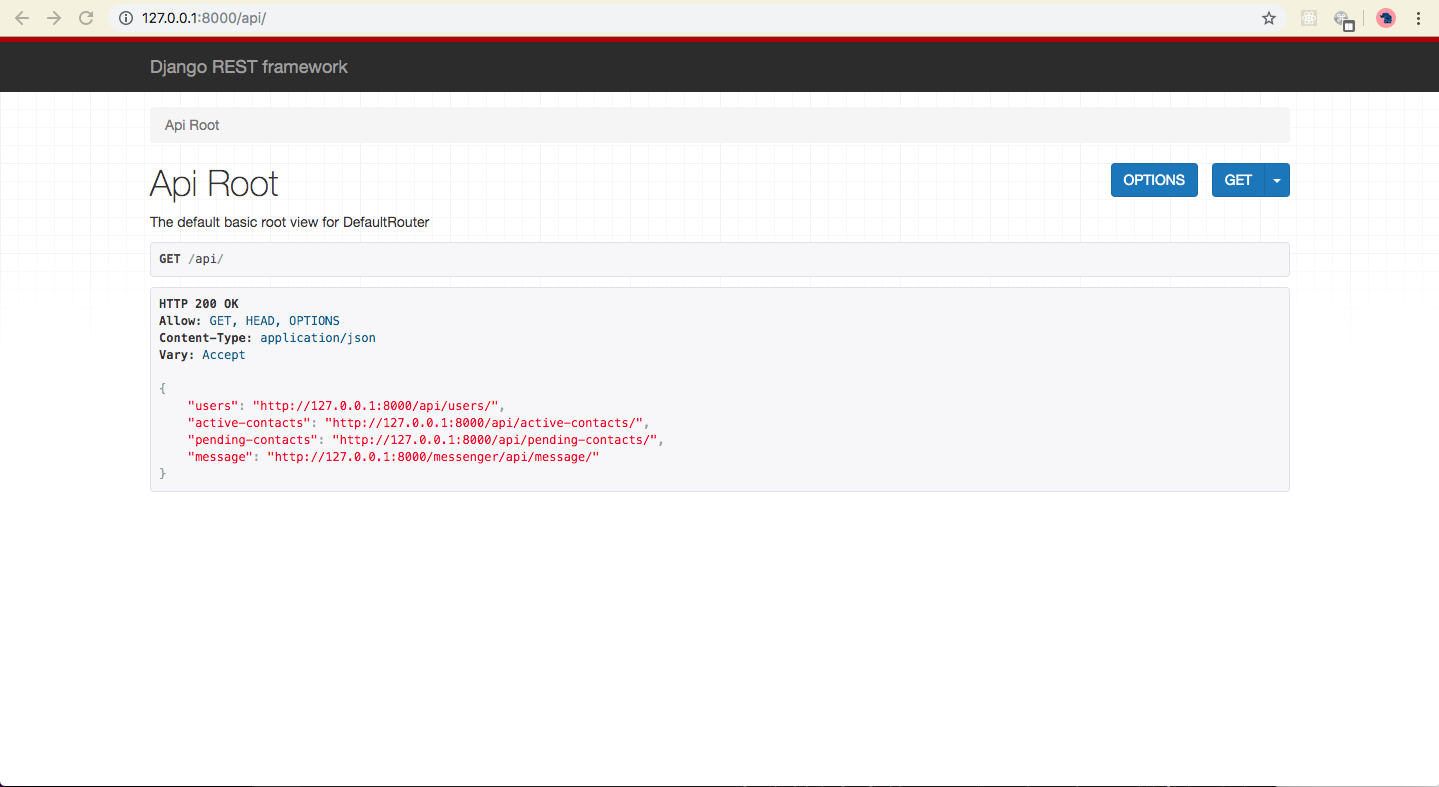 127.0.0.1:8000/api/
Django REST framework
Api Root
Api Root
OPTIONS
GET
The default basic root view for DefaultRouter
GET /api/
HTTP 200 OK
Allow: GET, HEAD, OPTIONS
Content-Type: application/json
Vary: Accept
{
    "users": "http://127.0.0.1:8000/api/users/",
    "active-contacts": "http://127.0.0.1:8000/api/active-contacts/",
    "pending-contacts": "http://127.0.0.1:8000/api/pending-contacts/",
    "message": "http://127.0.0.1:8000/messenger/api/message/"
}